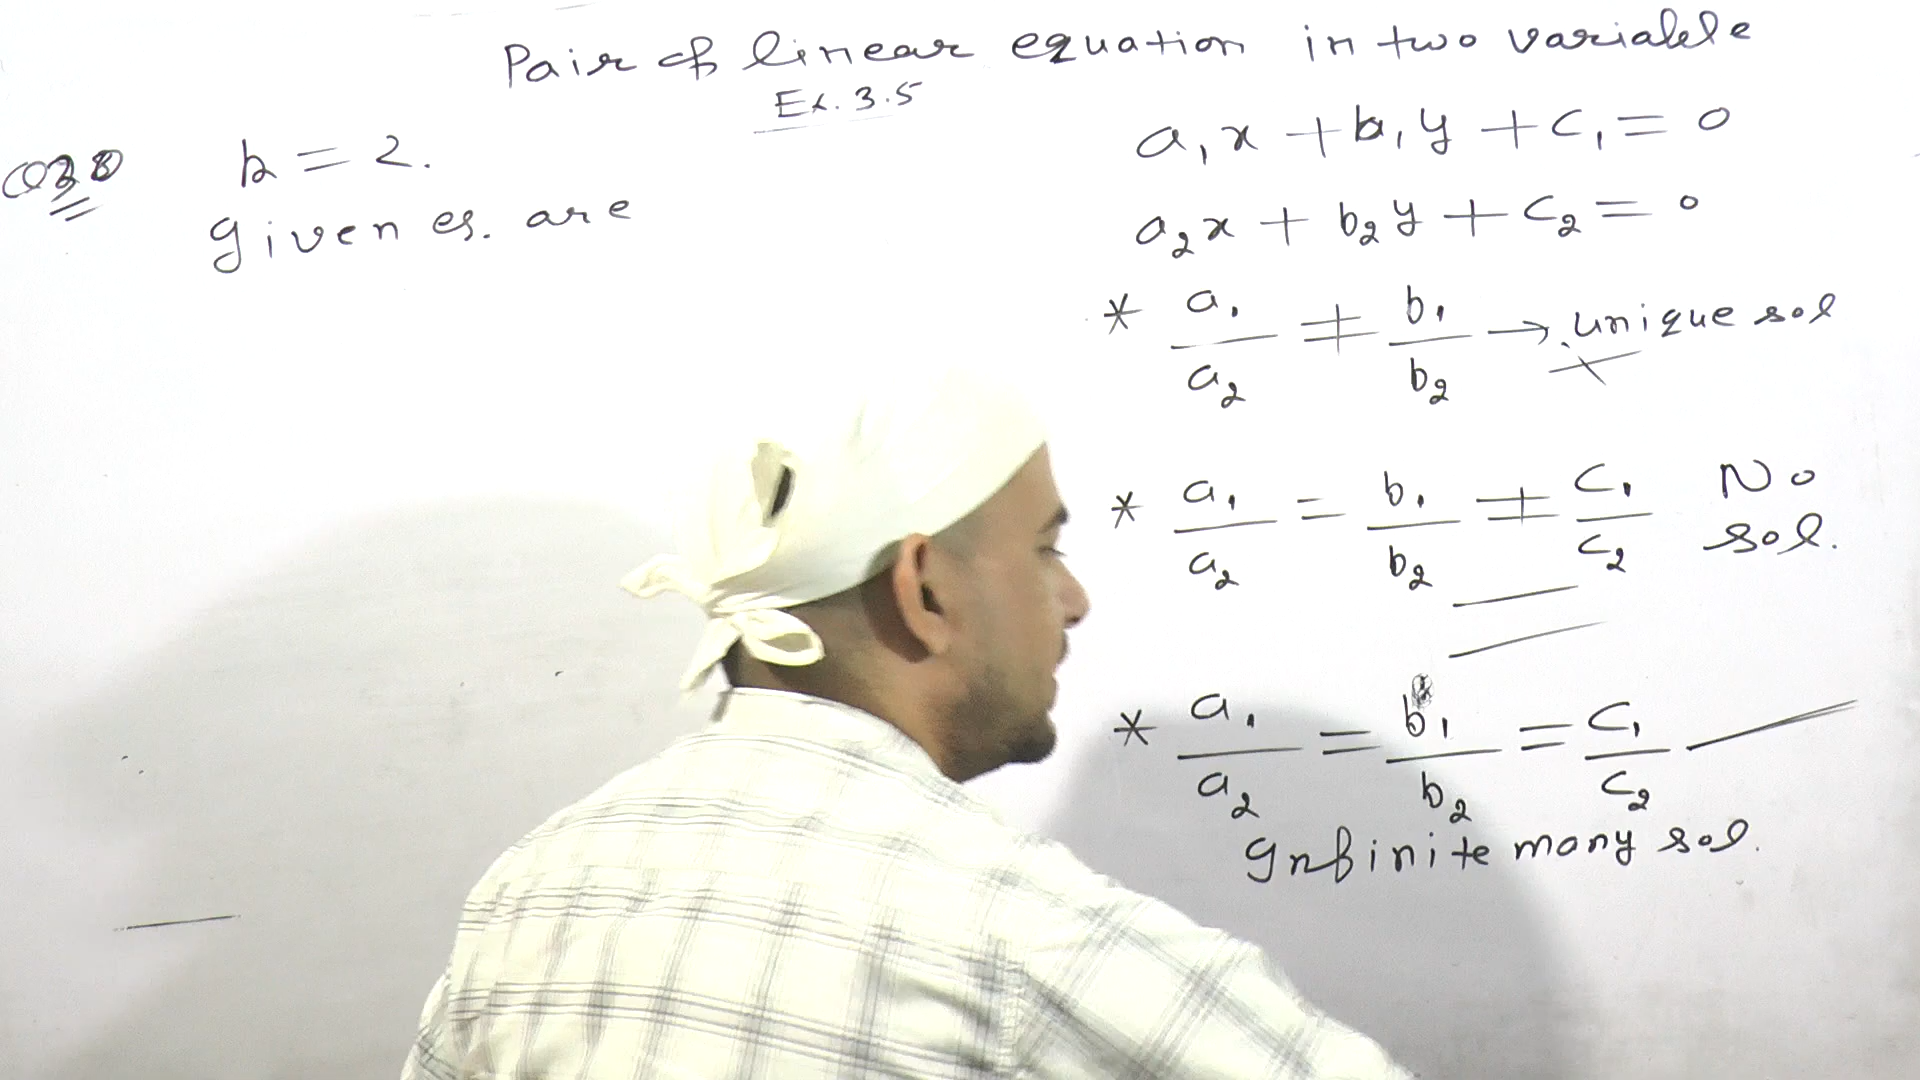 Pair of linear equation in two variable
Ex. 3.5
k = 2.
given eq. are
a₁x + b₁y + c₁ = 0
a₂x + b₂y + c₂ = 0
* a₁/a₂ ≠ b₁/b₂ → unique sol
* a₁/a₂ = b₁/b₂ ≠ c₁/c₂ No sol.
* a₁/a₂ = b₁/b₂ = c₁/c₂
Infinite many sol.